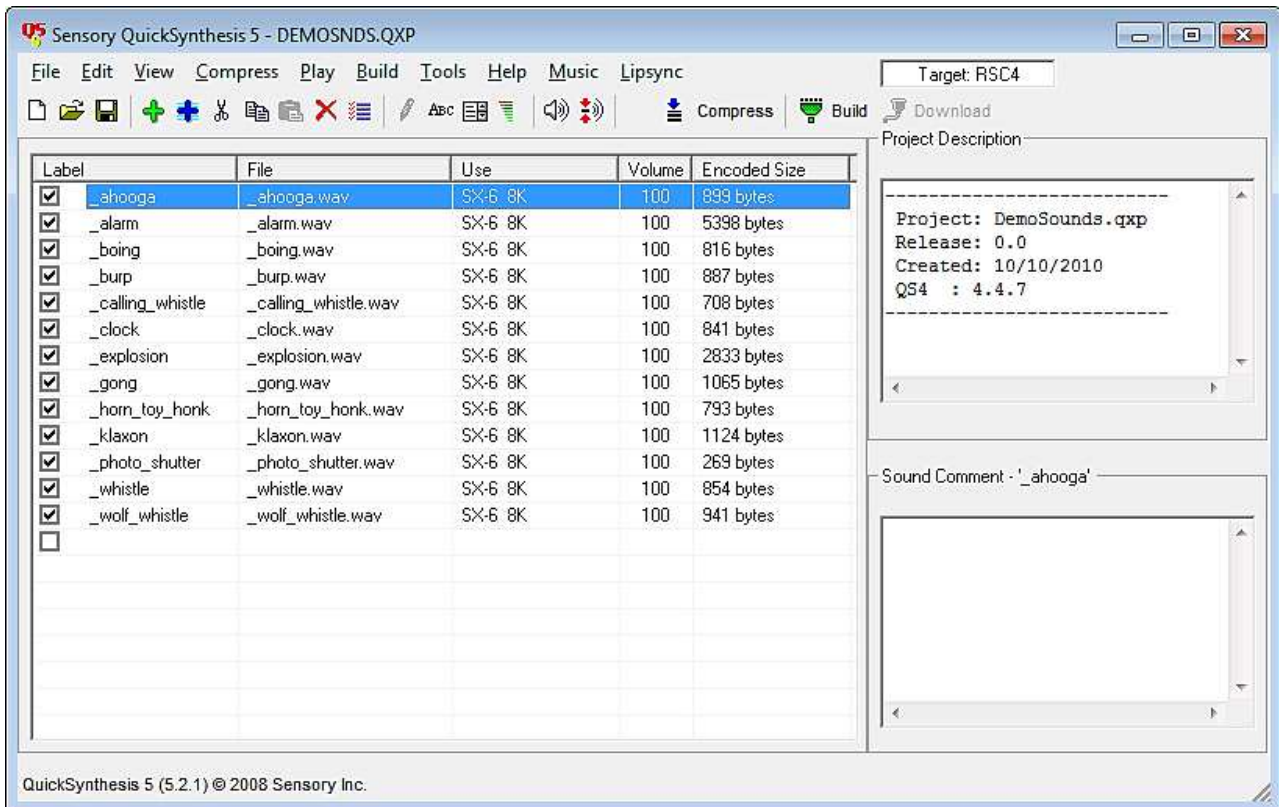 QS Sensory QuickSynthesis 5 - DEMOSNDS.QXP
File Edit View Compress Play Build Tools Help Music Lipsync
Target: RSC4
ABC Compress Build Download
Label File Use Volume Encoded Size
_ahooga _ahooga.wav SX-6 8K 100 899 bytes
_alarm _alarm.wav SX-6 8K 100 5398 bytes
_boing _boing.wav SX-6 8K 100 816 bytes
_burp _burp.wav SX-6 8K 100 887 bytes
_calling_whistle _calling_whistle.wav SX-6 8K 100 708 bytes
_clock _clock.wav SX-6 8K 100 841 bytes
_explosion _explosion.wav SX-6 8K 100 2833 bytes
_gong _gong.wav SX-6 8K 100 1065 bytes
_horn_toy_honk _horn_toy_honk.wav SX-6 8K 100 793 bytes
_klaxon _klaxon.wav SX-6 8K 100 1124 bytes
_photo_shutter _photo_shutter.wav SX-6 8K 100 269 bytes
_whistle _whistle.wav SX-6 8K 100 854 bytes
_wolf_whistle _wolf_whistle.wav SX-6 8K 100 941 bytes
Project Description
--------------------------
Project: DemoSounds.qxp
Release: 0.0
Created: 10/10/2010
QS4 : 4.4.7
--------------------------
Sound Comment - '_ahooga'
QuickSynthesis 5 (5.2.1) © 2008 Sensory Inc.